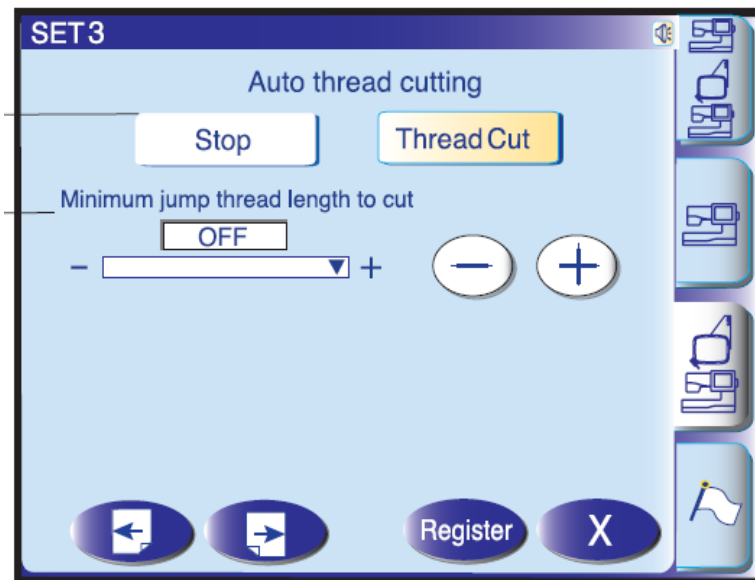 SET 3
Auto thread cutting
Stop
Thread Cut
Minimum jump thread length to cut
OFF
- +
Register X